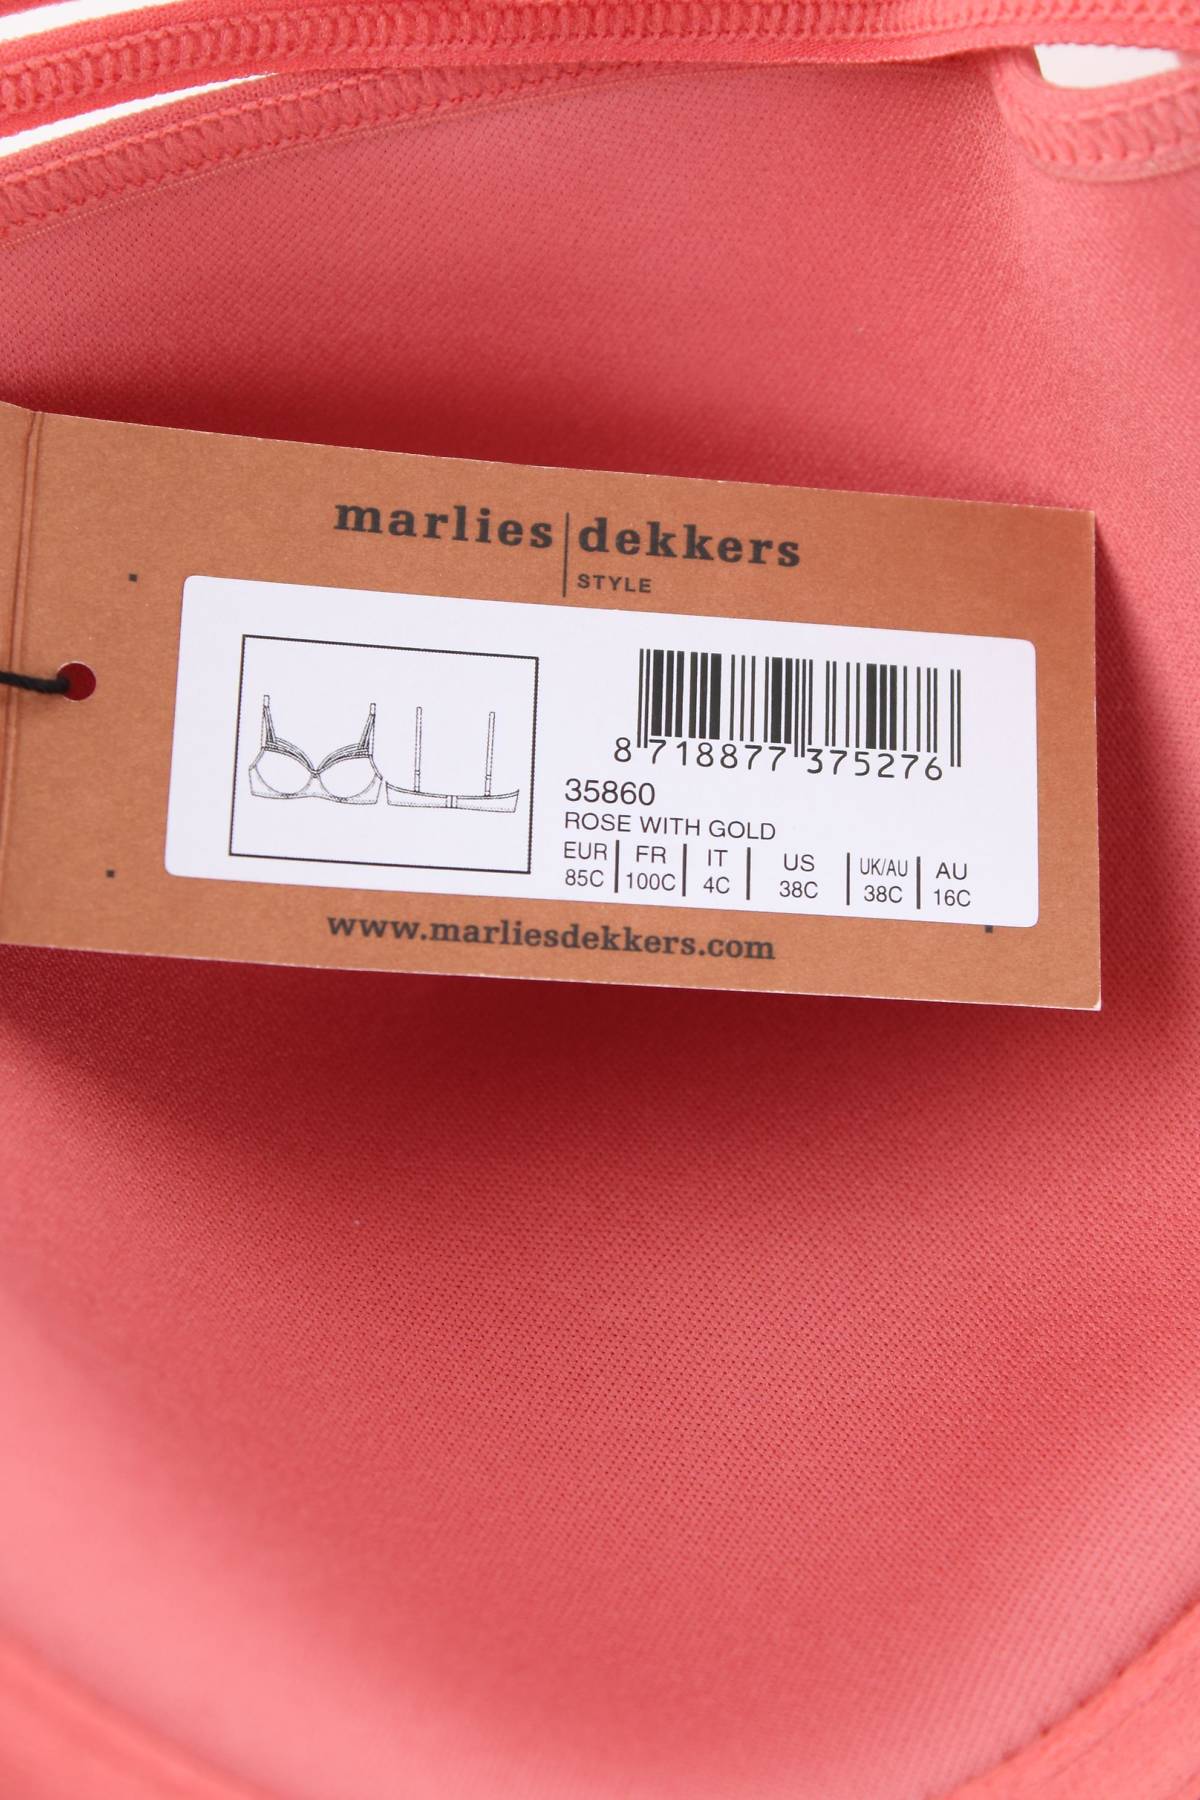 marlies|dekkers
STYLE
8 718877 375276
35860
ROSE WITH GOLD
EUR | FR | IT | US | UK/AU | AU
85C | 100C | 4C | 38C | 38C | 16C
www.marliesdekkers.com